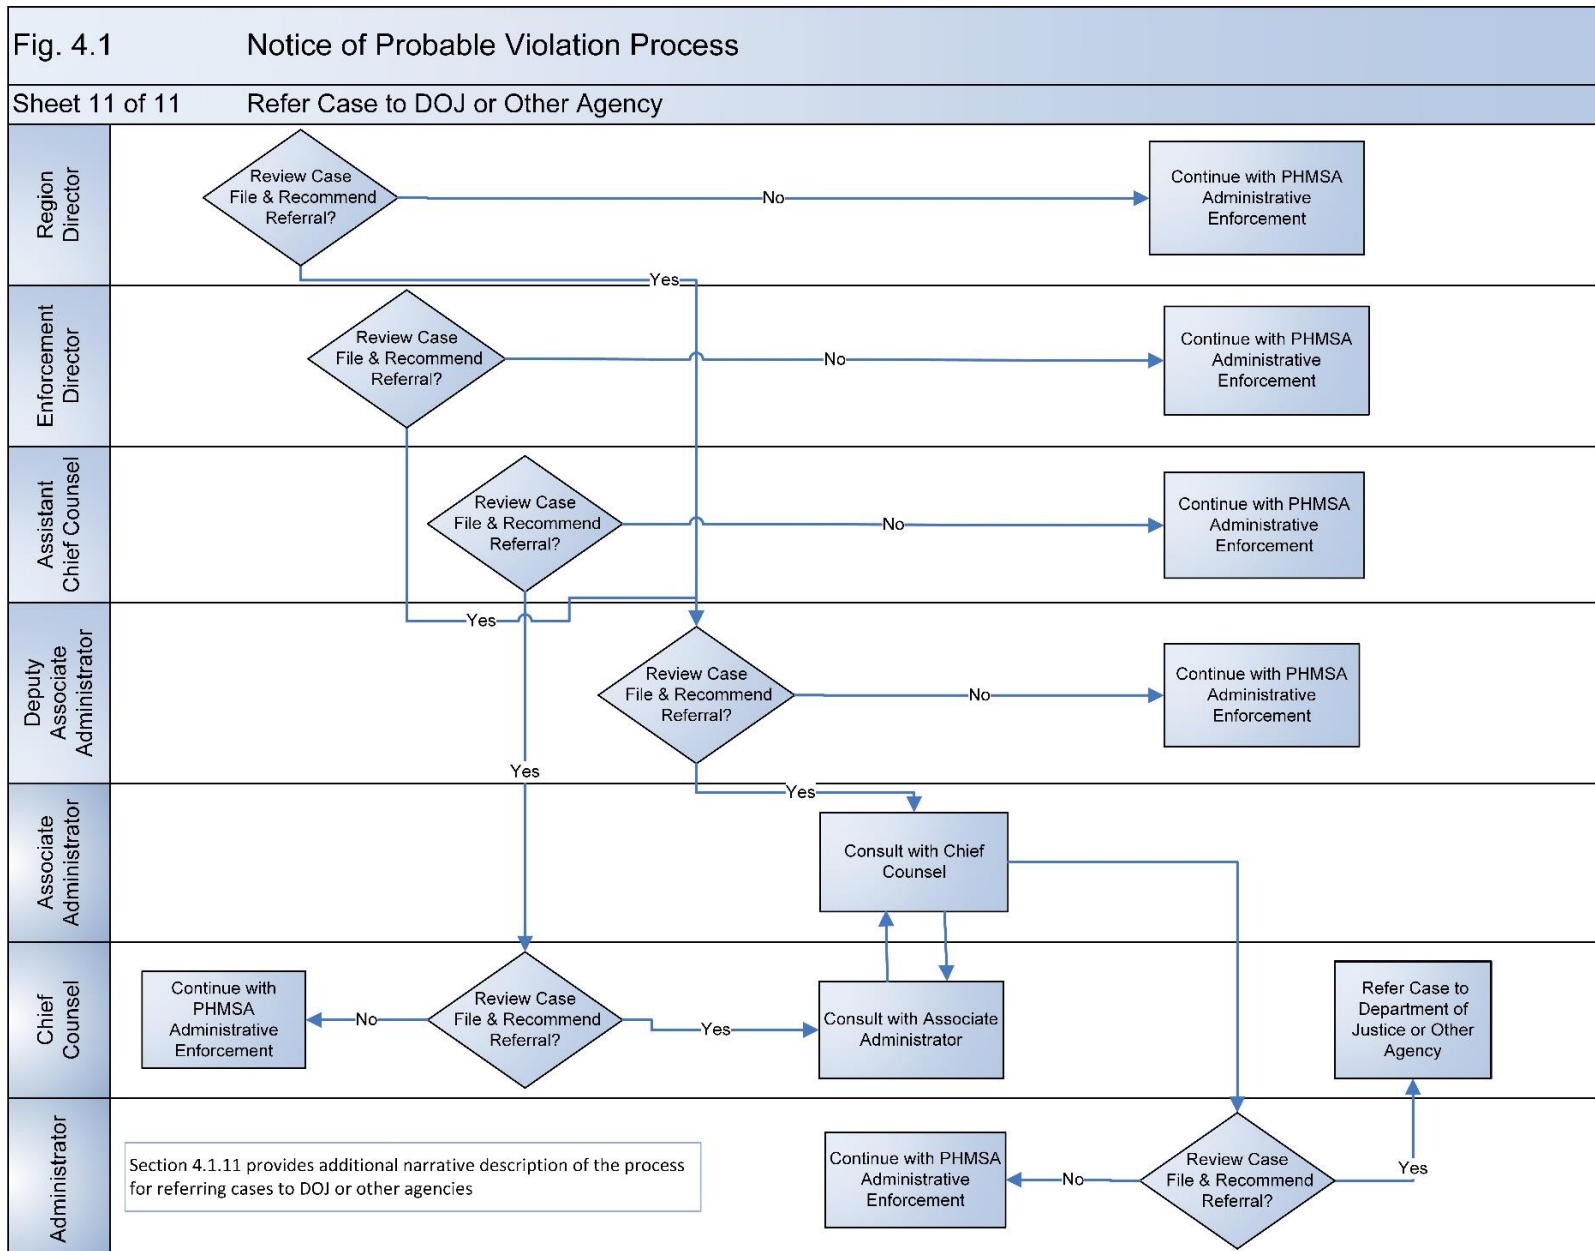 Fig. 4.1 Notice of Probable Violation Process
Sheet 11 of 11 Refer Case to DOJ or Other Agency
Region
Director
Review Case
File & Recommend
Referral?
No
Continue with PHMSA
Administrative
Enforcement
Yes
Enforcement
Director
Review Case
File & Recommend
Referral?
No
Continue with PHMSA
Administrative
Enforcement
Assistant
Chief Counsel
Review Case
File & Recommend
Referral?
No
Continue with PHMSA
Administrative
Enforcement
Yes
Deputy
Associate
Administrator
Review Case
File & Recommend
Referral?
No
Continue with PHMSA
Administrative
Enforcement
Yes
Yes
Associate
Administrator
Consult with Chief
Counsel
Chief
Counsel
Continue with
PHMSA
Administrative
Enforcement
No
Review Case
File & Recommend
Referral?
Yes
Consult with Associate
Administrator
Refer Case to
Department of
Justice or Other
Agency
Administrator
Section 4.1.11 provides additional narrative description of the process
for referring cases to DOJ or other agencies
Continue with PHMSA
Administrative
Enforcement
No
Review Case
File & Recommend
Referral?
Yes